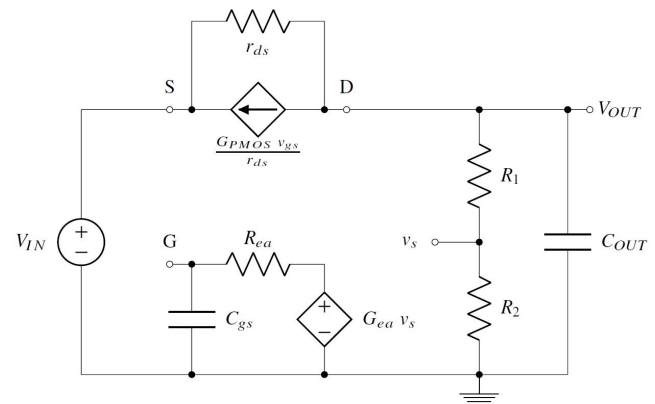 r_ds
S
D
G_PMOS v_gs
r_ds
V_OUT
R_1
V_IN
+
−
G
R_ea
v_s
C_OUT
C_gs
+
−
G_ea v_s
R_2